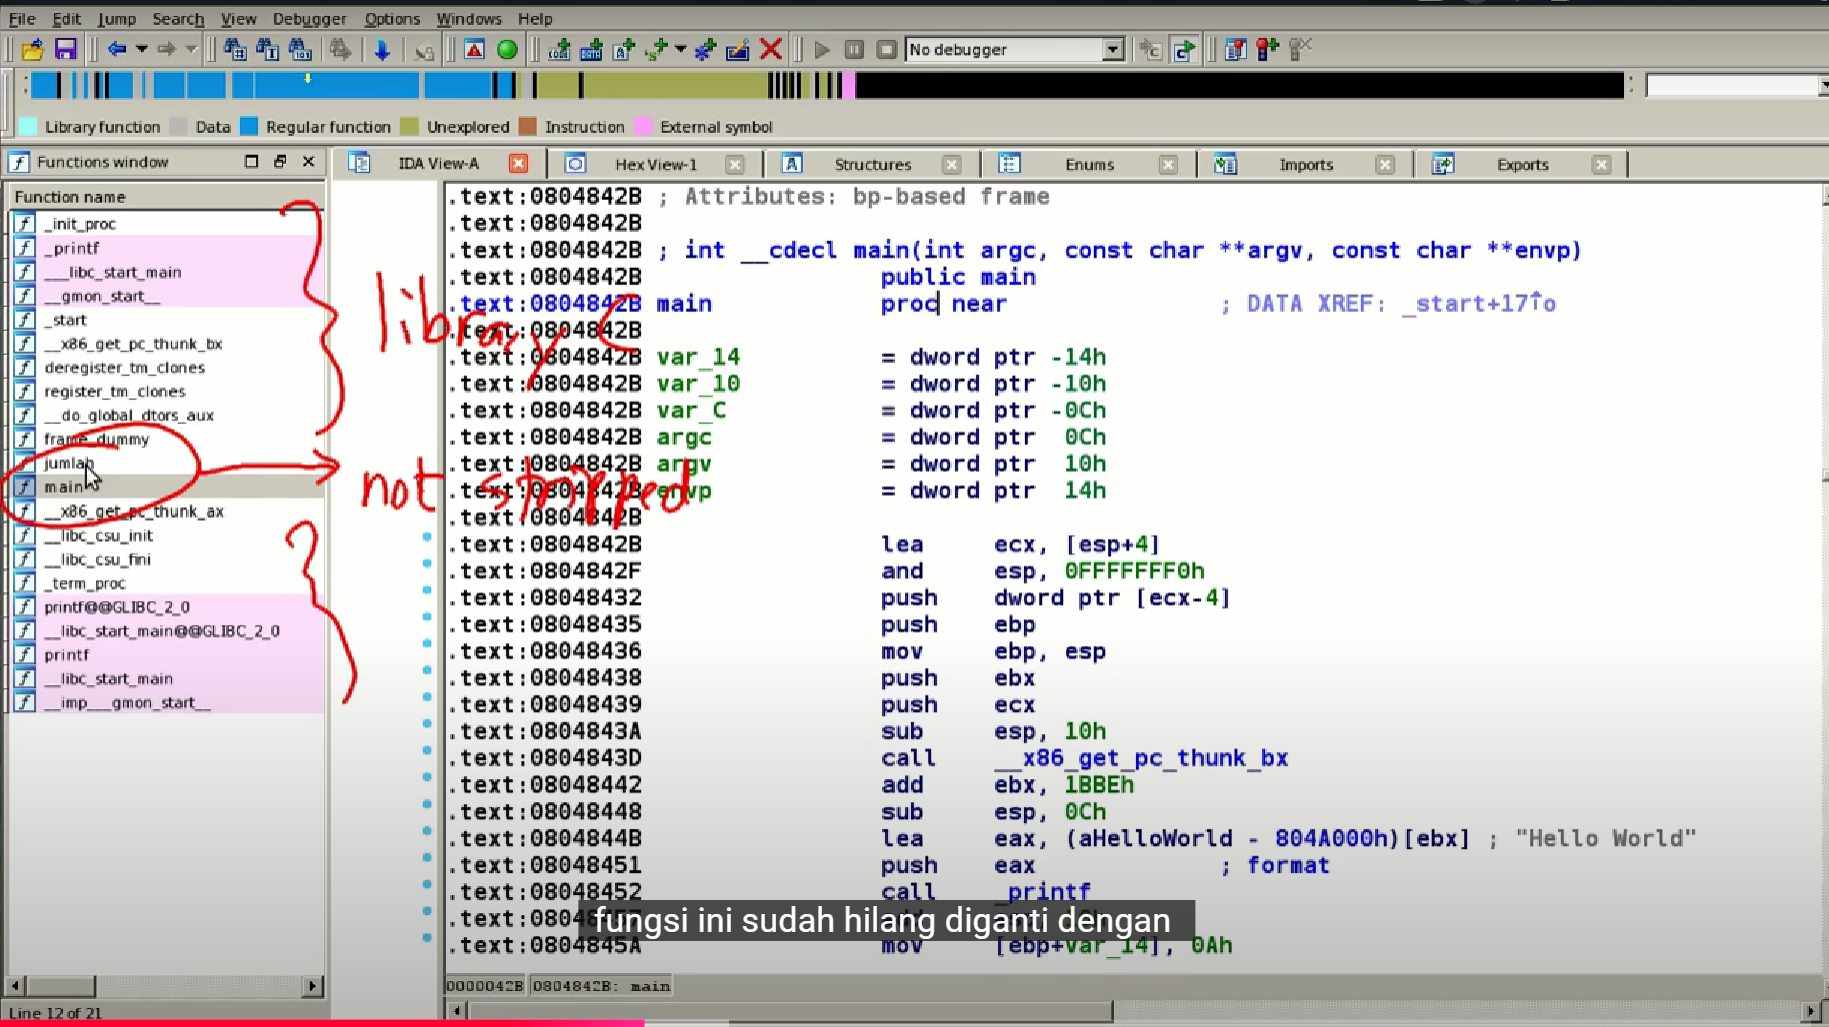 File Edit Jump Search View Debugger Options Windows Help
No debugger
Library function Data Regular function Unexplored Instruction External symbol
Functions window
IDA View-A Hex View-1 Structures Enums Imports Exports
Function name
_init_proc
_printf
___libc_start_main
__gmon_start__
_start
__x86_get_pc_thunk_bx
deregister_tm_clones
register_tm_clones
__do_global_dtors_aux
frame_dummy
jumlah
main
__x86_get_pc_thunk_ax
__libc_csu_init
__libc_csu_fini
_term_proc
printf@@GLIBC_2_0
__libc_start_main@@GLIBC_2_0
printf
__libc_start_main
__imp___gmon_start__
Line 12 of 21
library C
not stripped
.text:0804842B ; Attributes: bp-based frame
.text:0804842B
.text:0804842B ; int __cdecl main(int argc, const char **argv, const char **envp)
.text:0804842B public main
.text:0804842B main proc near ; DATA XREF: _start+17↑o
.text:0804842B
.text:0804842B var_14 = dword ptr -14h
.text:0804842B var_10 = dword ptr -10h
.text:0804842B var_C = dword ptr -0Ch
.text:0804842B argc = dword ptr 0Ch
.text:0804842B argv = dword ptr 10h
.text:0804842B envp = dword ptr 14h
.text:0804842B
.text:0804842B lea ecx, [esp+4]
.text:0804842F and esp, 0FFFFFFF0h
.text:08048432 push dword ptr [ecx-4]
.text:08048435 push ebp
.text:08048436 mov ebp, esp
.text:08048438 push ebx
.text:08048439 push ecx
.text:0804843A sub esp, 10h
.text:0804843D call __x86_get_pc_thunk_bx
.text:08048442 add ebx, 1BBEh
.text:08048448 sub esp, 0Ch
.text:0804844B lea eax, (aHelloWorld - 804A000h)[ebx] ; "Hello World"
.text:08048451 push eax ; format
.text:08048452 call _printf
fungsi ini sudah hilang diganti dengan
.text:0804845A mov [ebp+var_14], 0Ah
0000042B 0804842B: main